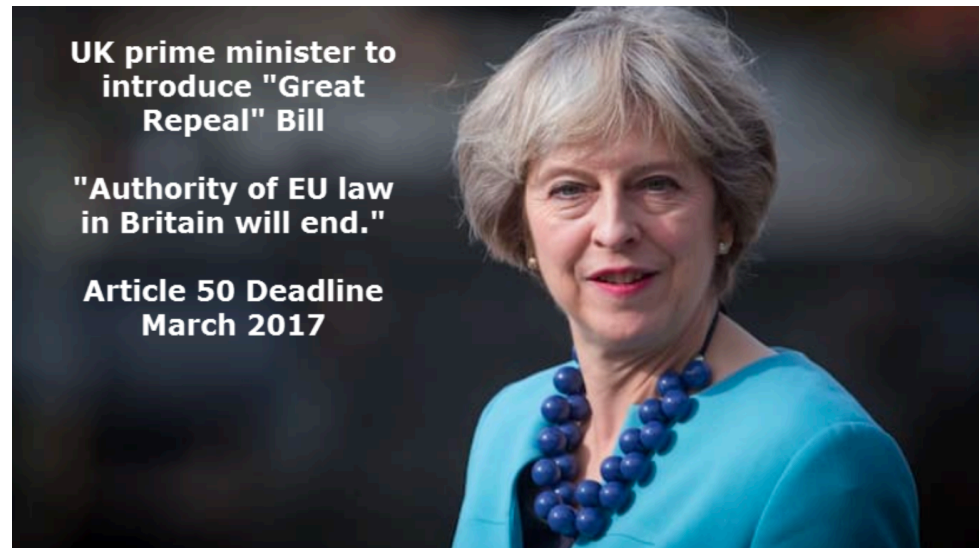 UK prime minister to
introduce "Great
Repeal" Bill
"Authority of EU law
in Britain will end."
Article 50 Deadline
March 2017